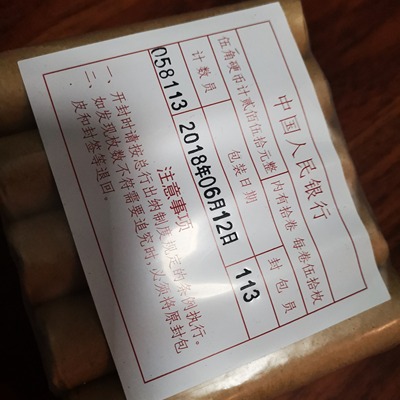 中国人民银行
伍角硬币计贰佰伍拾元整 内有拾卷 每卷伍拾枚
计数员 包装日期 封包员
058113 2018年06月12日 113
注意事项
一、开封时请按总行出纳制度规定的条例执行。
二、如发现枚数不符需要追究时,必须将原封包
皮和封签等退回。